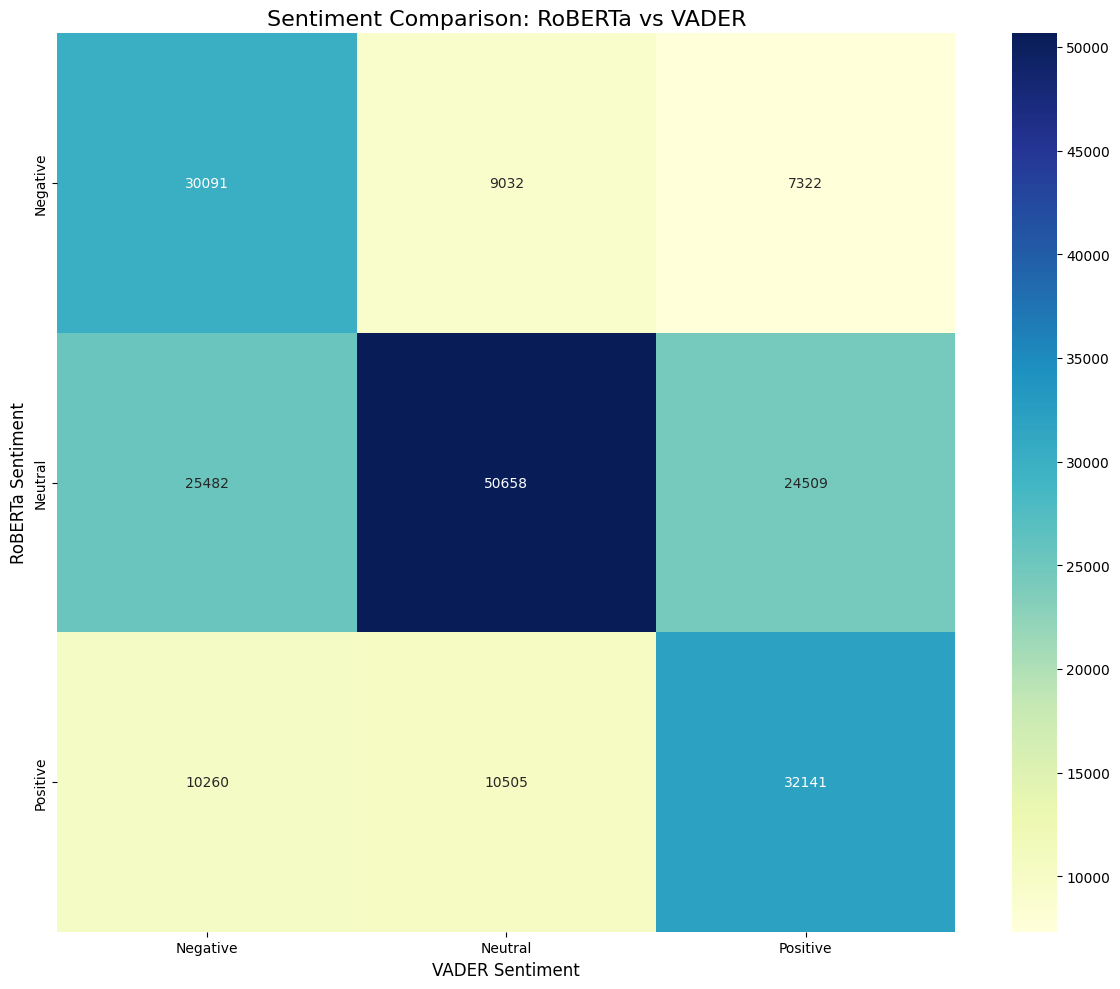 Sentiment Comparison: RoBERTa vs VADER
RoBERTa Sentiment
Negative
30091 9032 7322
Neutral
25482 50658 24509
Positive
10260 10505 32141
Negative Neutral Positive
VADER Sentiment
50000
45000
40000
35000
30000
25000
20000
15000
10000